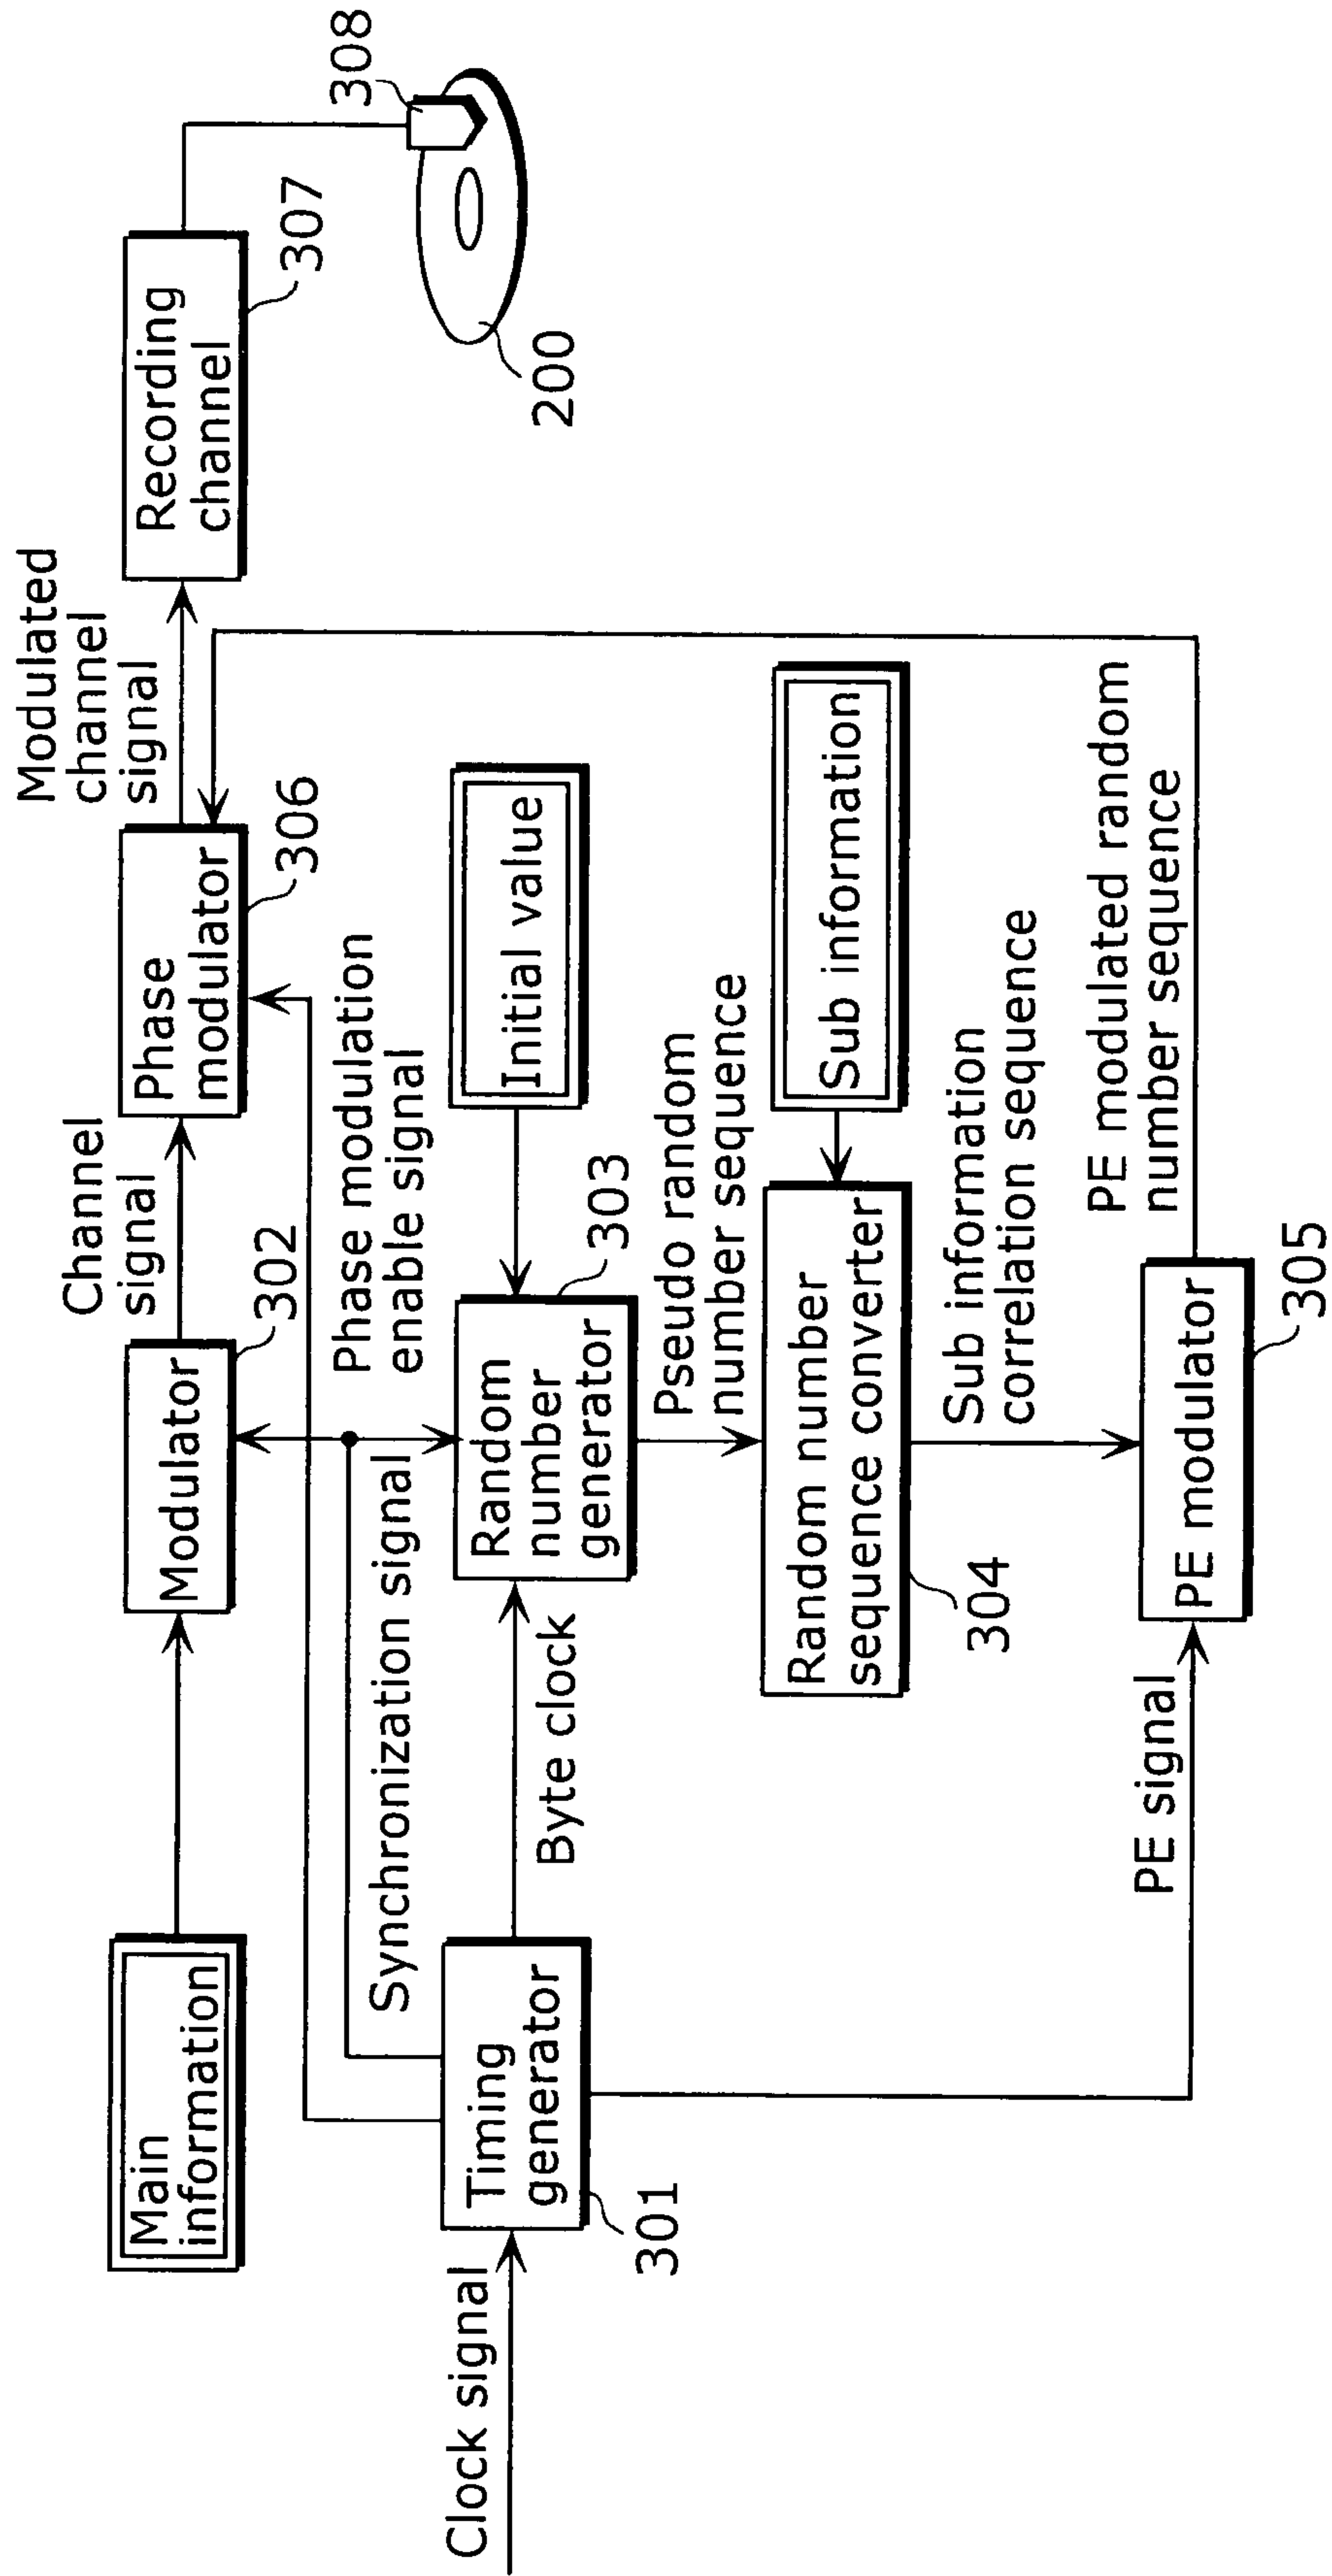 Main
information
Modulator
302
Channel
signal
Phase
modulator
306
Modulated
channel
signal
Recording
channel
307
308
200
Clock signal
Timing
generator
301
Synchronization signal
Phase modulation
enable signal
Byte clock
Random
number
generator
303
Initial value
Pseudo random
number sequence
Random number
sequence converter
304
Sub information
Sub information
correlation sequence
PE signal
PE modulator
305
PE modulated random
number sequence